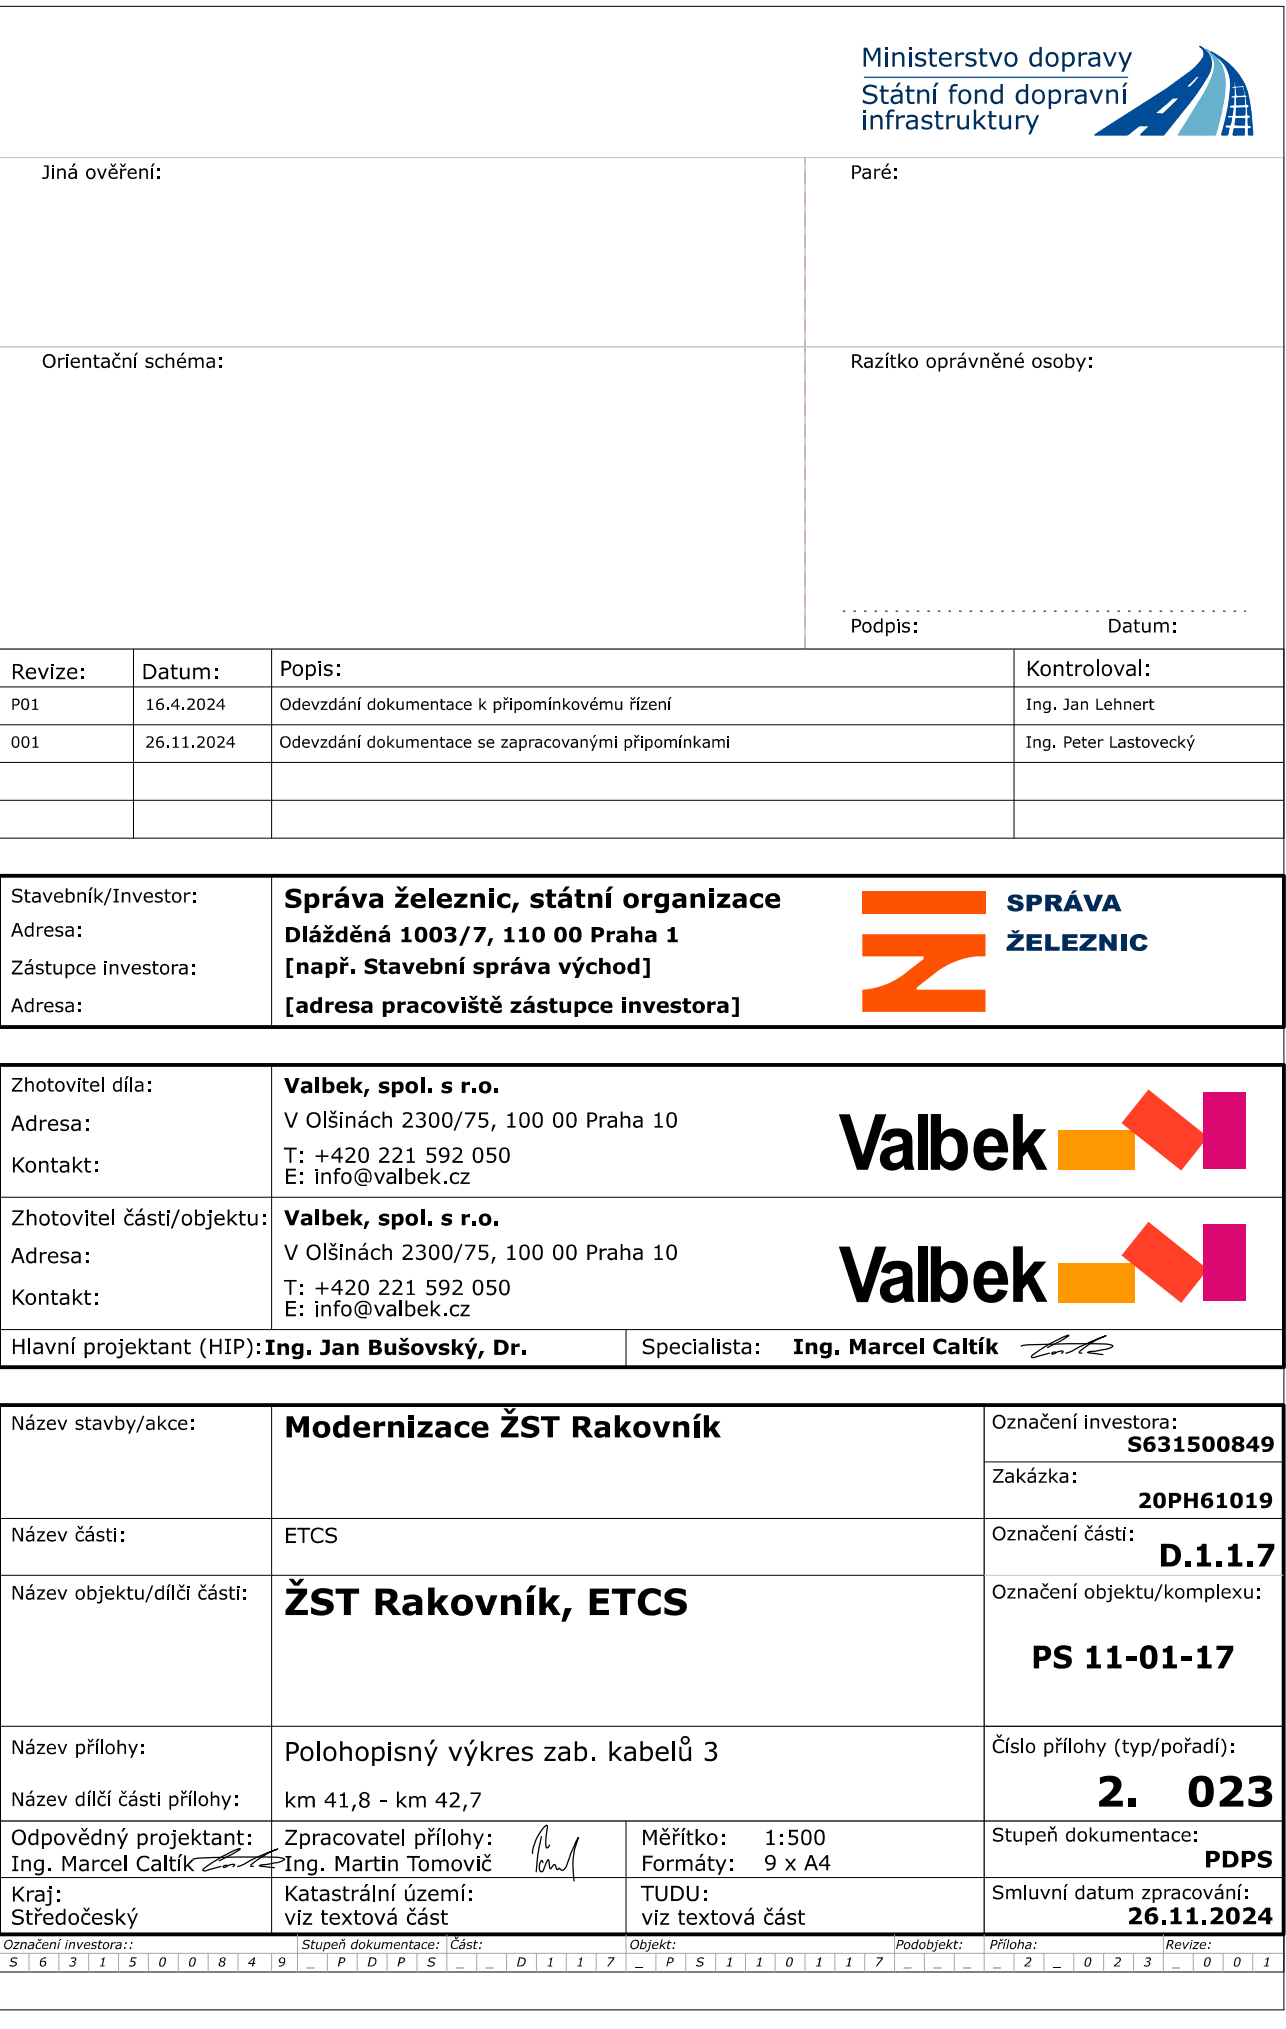 Ministerstvo dopravy
Státní fond dopravní
infrastruktury
Jiná ověření:
Paré:
Orientační schéma:
Razítko oprávněné osoby:
Podpis: Datum:
Revize: Datum: Popis: Kontroloval:
P01 16.4.2024 Odevzdání dokumentace k připomínkovému řízení Ing. Jan Lehnert
001 26.11.2024 Odevzdání dokumentace se zapracovanými připomínkami Ing. Peter Lastovecký
Stavebník/Investor: Správa železnic, státní organizace
Adresa: Dlážděná 1003/7, 110 00 Praha 1
Zástupce investora: [např. Stavební správa východ]
Adresa: [adresa pracoviště zástupce investora]
SPRÁVA
ŽELEZNIC
Zhotovitel díla: Valbek, spol. s r.o.
Adresa: V Olšinách 2300/75, 100 00 Praha 10
Kontakt: T: +420 221 592 050
E: info@valbek.cz
Valbek
Zhotovitel části/objektu: Valbek, spol. s r.o.
Adresa: V Olšinách 2300/75, 100 00 Praha 10
Kontakt: T: +420 221 592 050
E: info@valbek.cz
Valbek
Hlavní projektant (HIP): Ing. Jan Bušovský, Dr. Specialista: Ing. Marcel Caltík
Název stavby/akce: Modernizace ŽST Rakovník
Označení investora:
S631500849
Zakázka:
20PH61019
Název části: ETCS
Označení části:
D.1.1.7
Název objektu/dílči části: ŽST Rakovník, ETCS
Označení objektu/komplexu:
PS 11-01-17
Název přílohy: Polohopisný výkres zab. kabelů 3
Číslo přílohy (typ/pořadí):
2. 023
Název dílčí části přílohy: km 41,8 - km 42,7
Odpovědný projektant: Zpracovatel přílohy: Měřítko: 1:500
Ing. Marcel Caltík Ing. Martin Tomovič Formáty: 9 x A4
Stupeň dokumentace:
PDPS
Kraj: Katastrální území: TUDU:
Středočeský viz textová část viz textová část
Smluvní datum zpracování:
26.11.2024
Označení investora:: Stupeň dokumentace: Část: Objekt: Podobjekt: Příloha: Revize:
S 6 3 1 5 0 0 8 4 9 _ P D P S _ _ D 1 1 7 _ P S 1 1 0 1 1 7 _ _ _ _ 2 _ 0 2 3 _ 0 0 1